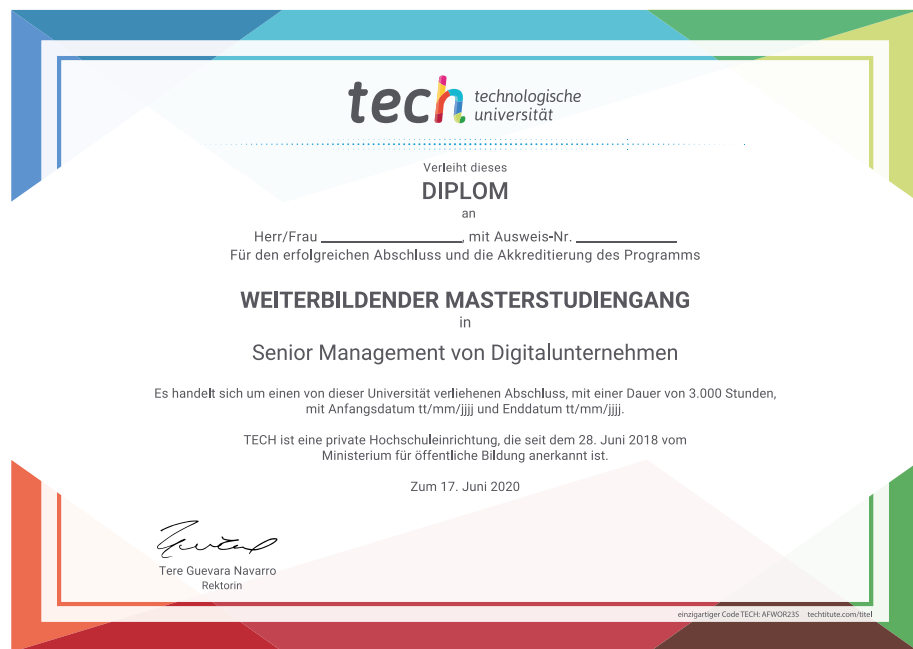 tech technologische
universität
Verleiht dieses
DIPLOM
an
Herr/Frau ____________________, mit Ausweis-Nr. __________________
Für den erfolgreichen Abschluss und die Akkreditierung des Programms
WEITERBILDENDER MASTERSTUDIENGANG
in
Senior Management von Digitalunternehmen
Es handelt sich um einen von dieser Universität verliehenen Abschluss, mit einer Dauer von 3.000 Stunden,
mit Anfangsdatum tt/mm/jjjj und Enddatum tt/mm/jjjj.
TECH ist eine private Hochschuleinrichtung, die seit dem 28. Juni 2018 vom
Ministerium für öffentliche Bildung anerkannt ist.
Zum 17. Juni 2020
Tere Guevara Navarro
Rektorin
einzigartiger Code TECH: AFWOR23S techtitute.com/titel